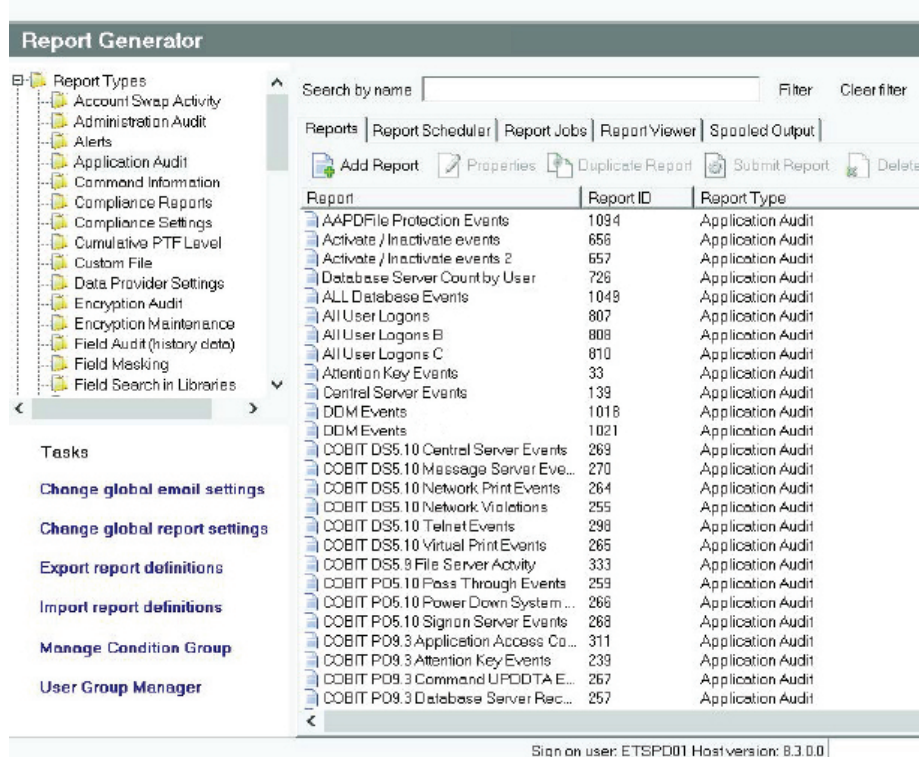 Report Generator
Report Types
Account Swap Activity
Administration Audit
Alerts
Application Audit
Command Information
Compliance Reports
Compliance Settings
Cumulative PTF Level
Custom File
Data Provider Settings
Encryption Audit
Encryption Maintenance
Field Audit (history data)
Field Masking
Field Search in Libraries
Tasks
Change global email settings
Change global report settings
Export report definitions
Import report definitions
Manage Condition Group
User Group Manager
Search by name Filter Clear filter
Reports Report Scheduler Report Jobs Report Viewer Spooled Output
Add Report Properties Duplicate Report Submit Report Delete
Report Report ID Report Type
AAPDFile Protection Events 1094 Application Audit
Activate / Inactivate events 656 Application Audit
Activate / Inactivate events 2 657 Application Audit
Database Server Count by User 726 Application Audit
ALL Database Events 1049 Application Audit
All User Logons 807 Application Audit
All User Logons B 808 Application Audit
All User Logons C 810 Application Audit
Attention Key Events 33 Application Audit
Central Server Events 139 Application Audit
DDM Events 1018 Application Audit
DDM Events 1021 Application Audit
COBIT DS5.10 Central Server Events 269 Application Audit
COBIT DS5.10 Message Server Eve... 270 Application Audit
COBIT DS5.10 Network Print Events 264 Application Audit
COBIT DS5.10 Network Violations 255 Application Audit
COBIT DS5.10 Telnet Events 298 Application Audit
COBIT DS5.10 Virtual Print Events 265 Application Audit
COBIT DS5.9 File Server Actvity 333 Application Audit
COBIT PO5.10 Pass Through Events 259 Application Audit
COBIT PO5.10 Power Down System ... 266 Application Audit
COBIT PO5.10 Signon Server Events 268 Application Audit
COBIT PO9.3 Application Access Co... 311 Application Audit
COBIT PO9.3 Attention Key Events 239 Application Audit
COBIT PO9.3 Command UPDDTA E... 267 Application Audit
COBIT PO9.3 Database Server Rec... 257 Application Audit
Sign on user: ETSPD01 Host version: 8.3.0.0